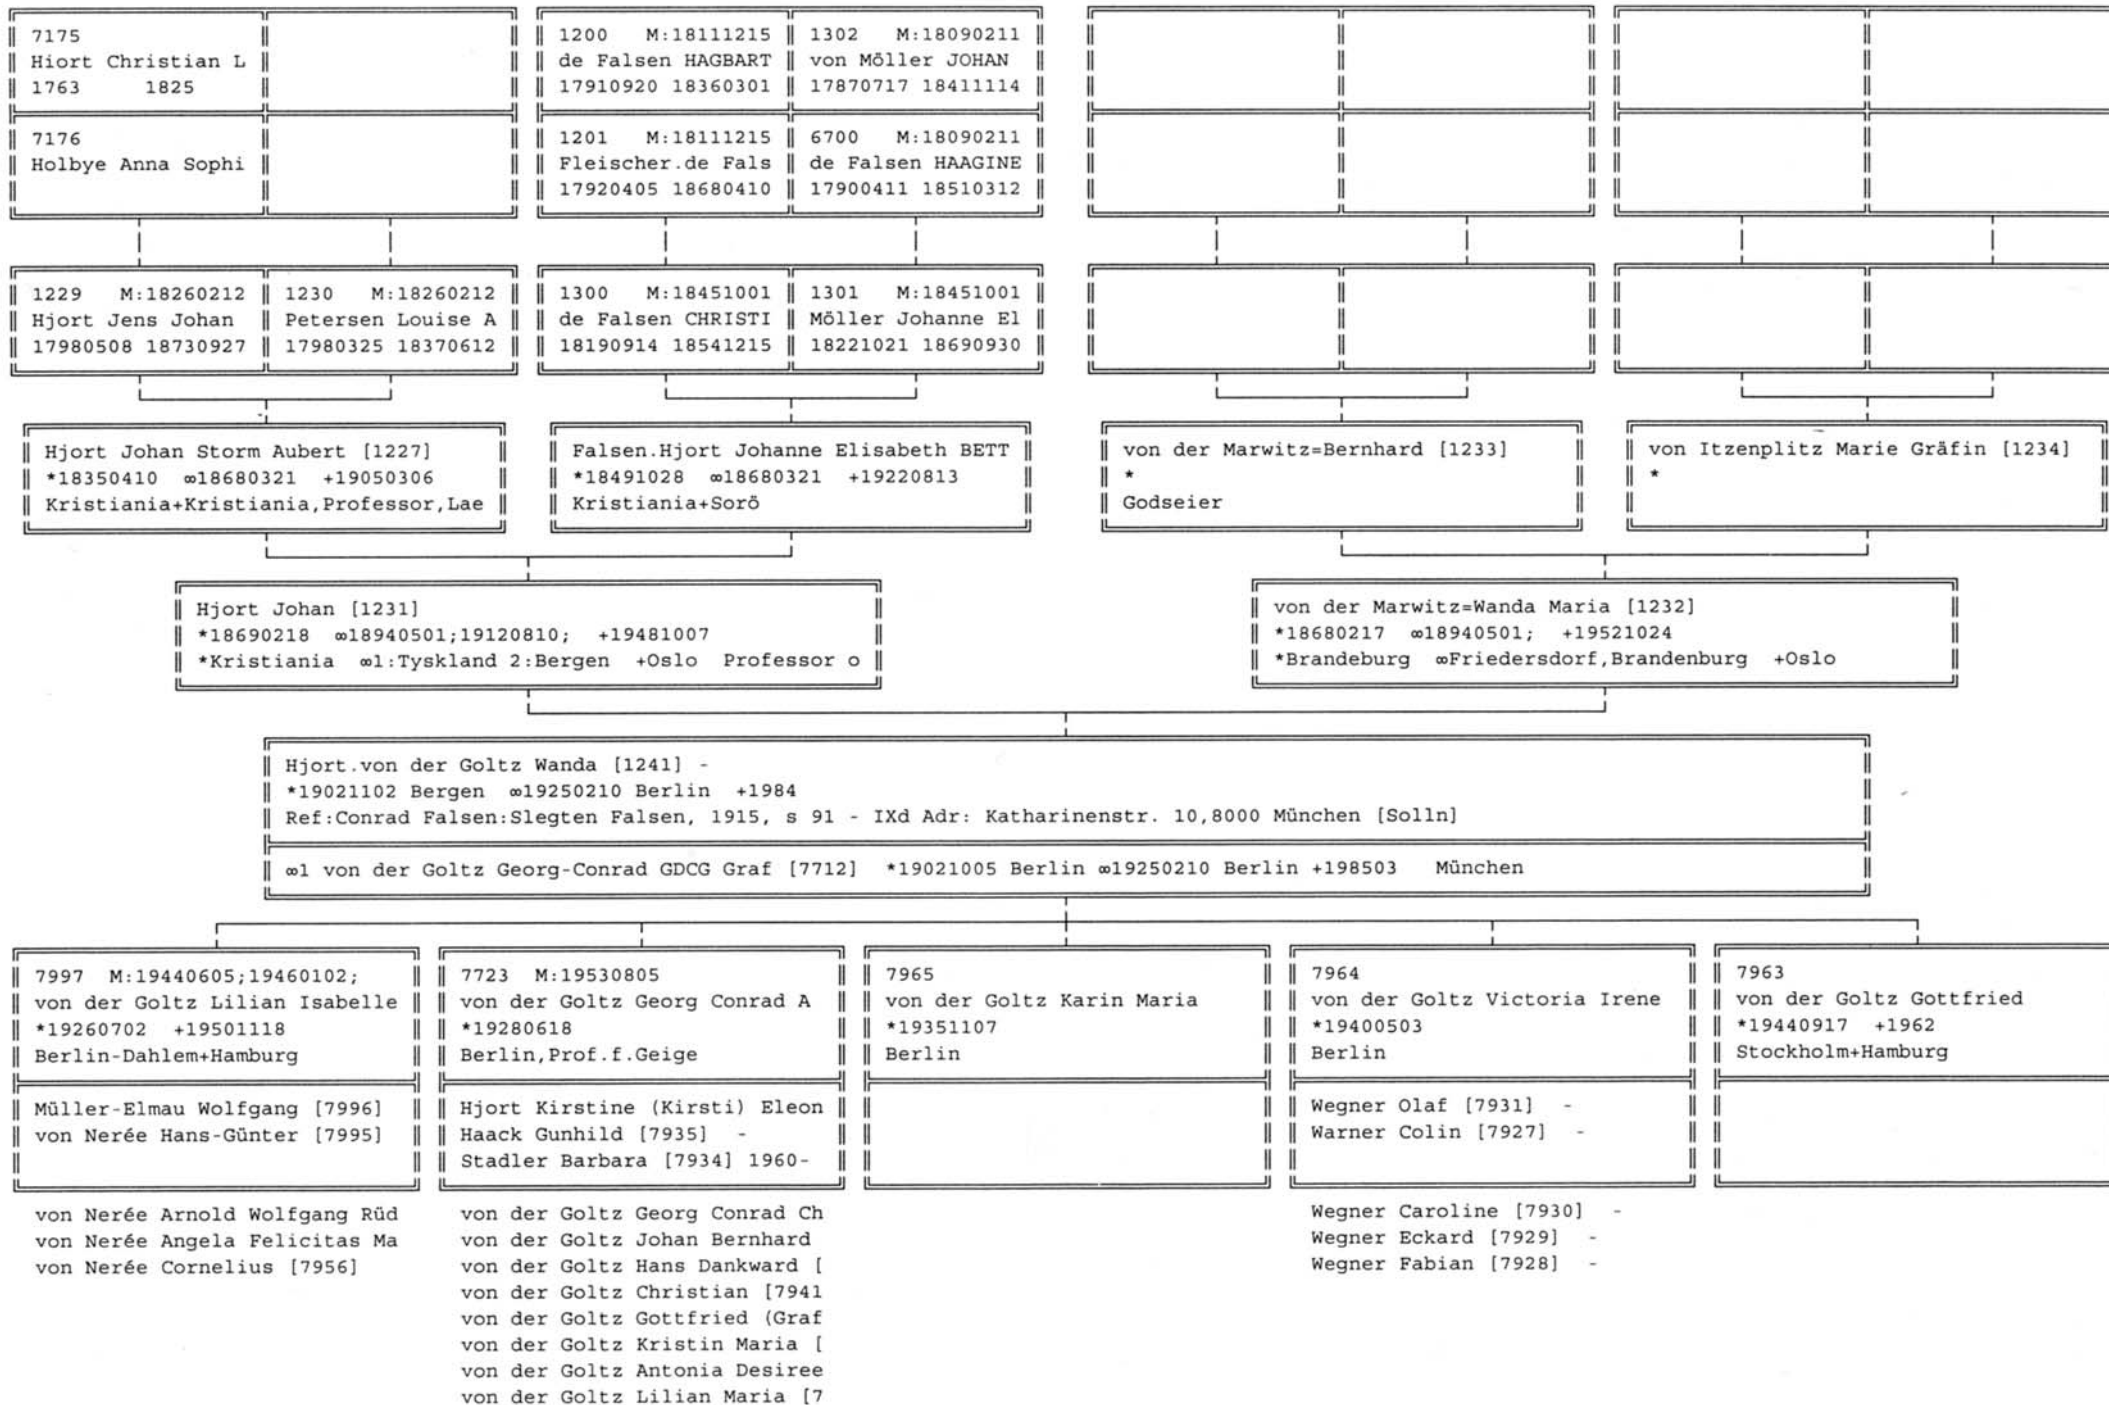 7175
Hiort Christian L
1763 1825
1200 M:18111215
de Falsen HAGBART
17910920 18360301
1302 M:18090211
von Möller JOHAN
17870717 18411114
7176
Holbye Anna Sophi
1201 M:18111215
Fleischer.de Fals
17920405 18680410
6700 M:18090211
de Falsen HAAGINE
17900411 18510312
1229 M:18260212
Hjort Jens Johan
17980508 18730927
1230 M:18260212
Petersen Louise A
17980325 18370612
1300 M:18451001
de Falsen CHRISTI
18190914 18541215
1301 M:18451001
Möller Johanne El
18221021 18690930
Hjort Johan Storm Aubert [1227]
*18350410 ∞18680321 +19050306
Kristiania+Kristiania,Professor,Lae
Falsen.Hjort Johanne Elisabeth BETT
*18491028 ∞18680321 +19220813
Kristiania+Sorö
von der Marwitz=Bernhard [1233]
*
Godseier
von Itzenplitz Marie Gräfin [1234]
*
Hjort Johan [1231]
*18690218 ∞18940501;19120810; +19481007
*Kristiania ∞1:Tyskland 2:Bergen +Oslo Professor o
von der Marwitz=Wanda Maria [1232]
*18680217 ∞18940501; +19521024
*Brandeburg ∞Friedersdorf,Brandenburg +Oslo
Hjort.von der Goltz Wanda [1241] -
*19021102 Bergen ∞19250210 Berlin +1984
Ref:Conrad Falsen:Slegten Falsen, 1915, s 91 - IXd Adr: Katharinenstr. 10,8000 München [Solln]
∞1 von der Goltz Georg-Conrad GDCG Graf [7712] *19021005 Berlin ∞19250210 Berlin +198503 München
7997 M:19440605;19460102;
von der Goltz Lilian Isabelle
*19260702 +19501118
Berlin-Dahlem+Hamburg
Müller-Elmau Wolfgang [7996]
von Nerée Hans-Günter [7995]
von Nerée Arnold Wolfgang Rüd
von Nerée Angela Felicitas Ma
von Nerée Cornelius [7956]
7723 M:19530805
von der Goltz Georg Conrad A
*19280618
Berlin,Prof.f.Geige
Hjort Kirstine (Kirsti) Eleon
Haack Gunhild [7935] -
Stadler Barbara [7934] 1960-
von der Goltz Georg Conrad Ch
von der Goltz Johan Bernhard
von der Goltz Hans Dankward [
von der Goltz Christian [7941
von der Goltz Gottfried (Graf
von der Goltz Kristin Maria [
von der Goltz Antonia Desiree
von der Goltz Lilian Maria [7
7965
von der Goltz Karin Maria
*19351107
Berlin
7964
von der Goltz Victoria Irene
*19400503
Berlin
Wegner Olaf [7931] -
Warner Colin [7927] -
Wegner Caroline [7930] -
Wegner Eckard [7929] -
Wegner Fabian [7928] -
7963
von der Goltz Gottfried
*19440917 +1962
Stockholm+Hamburg